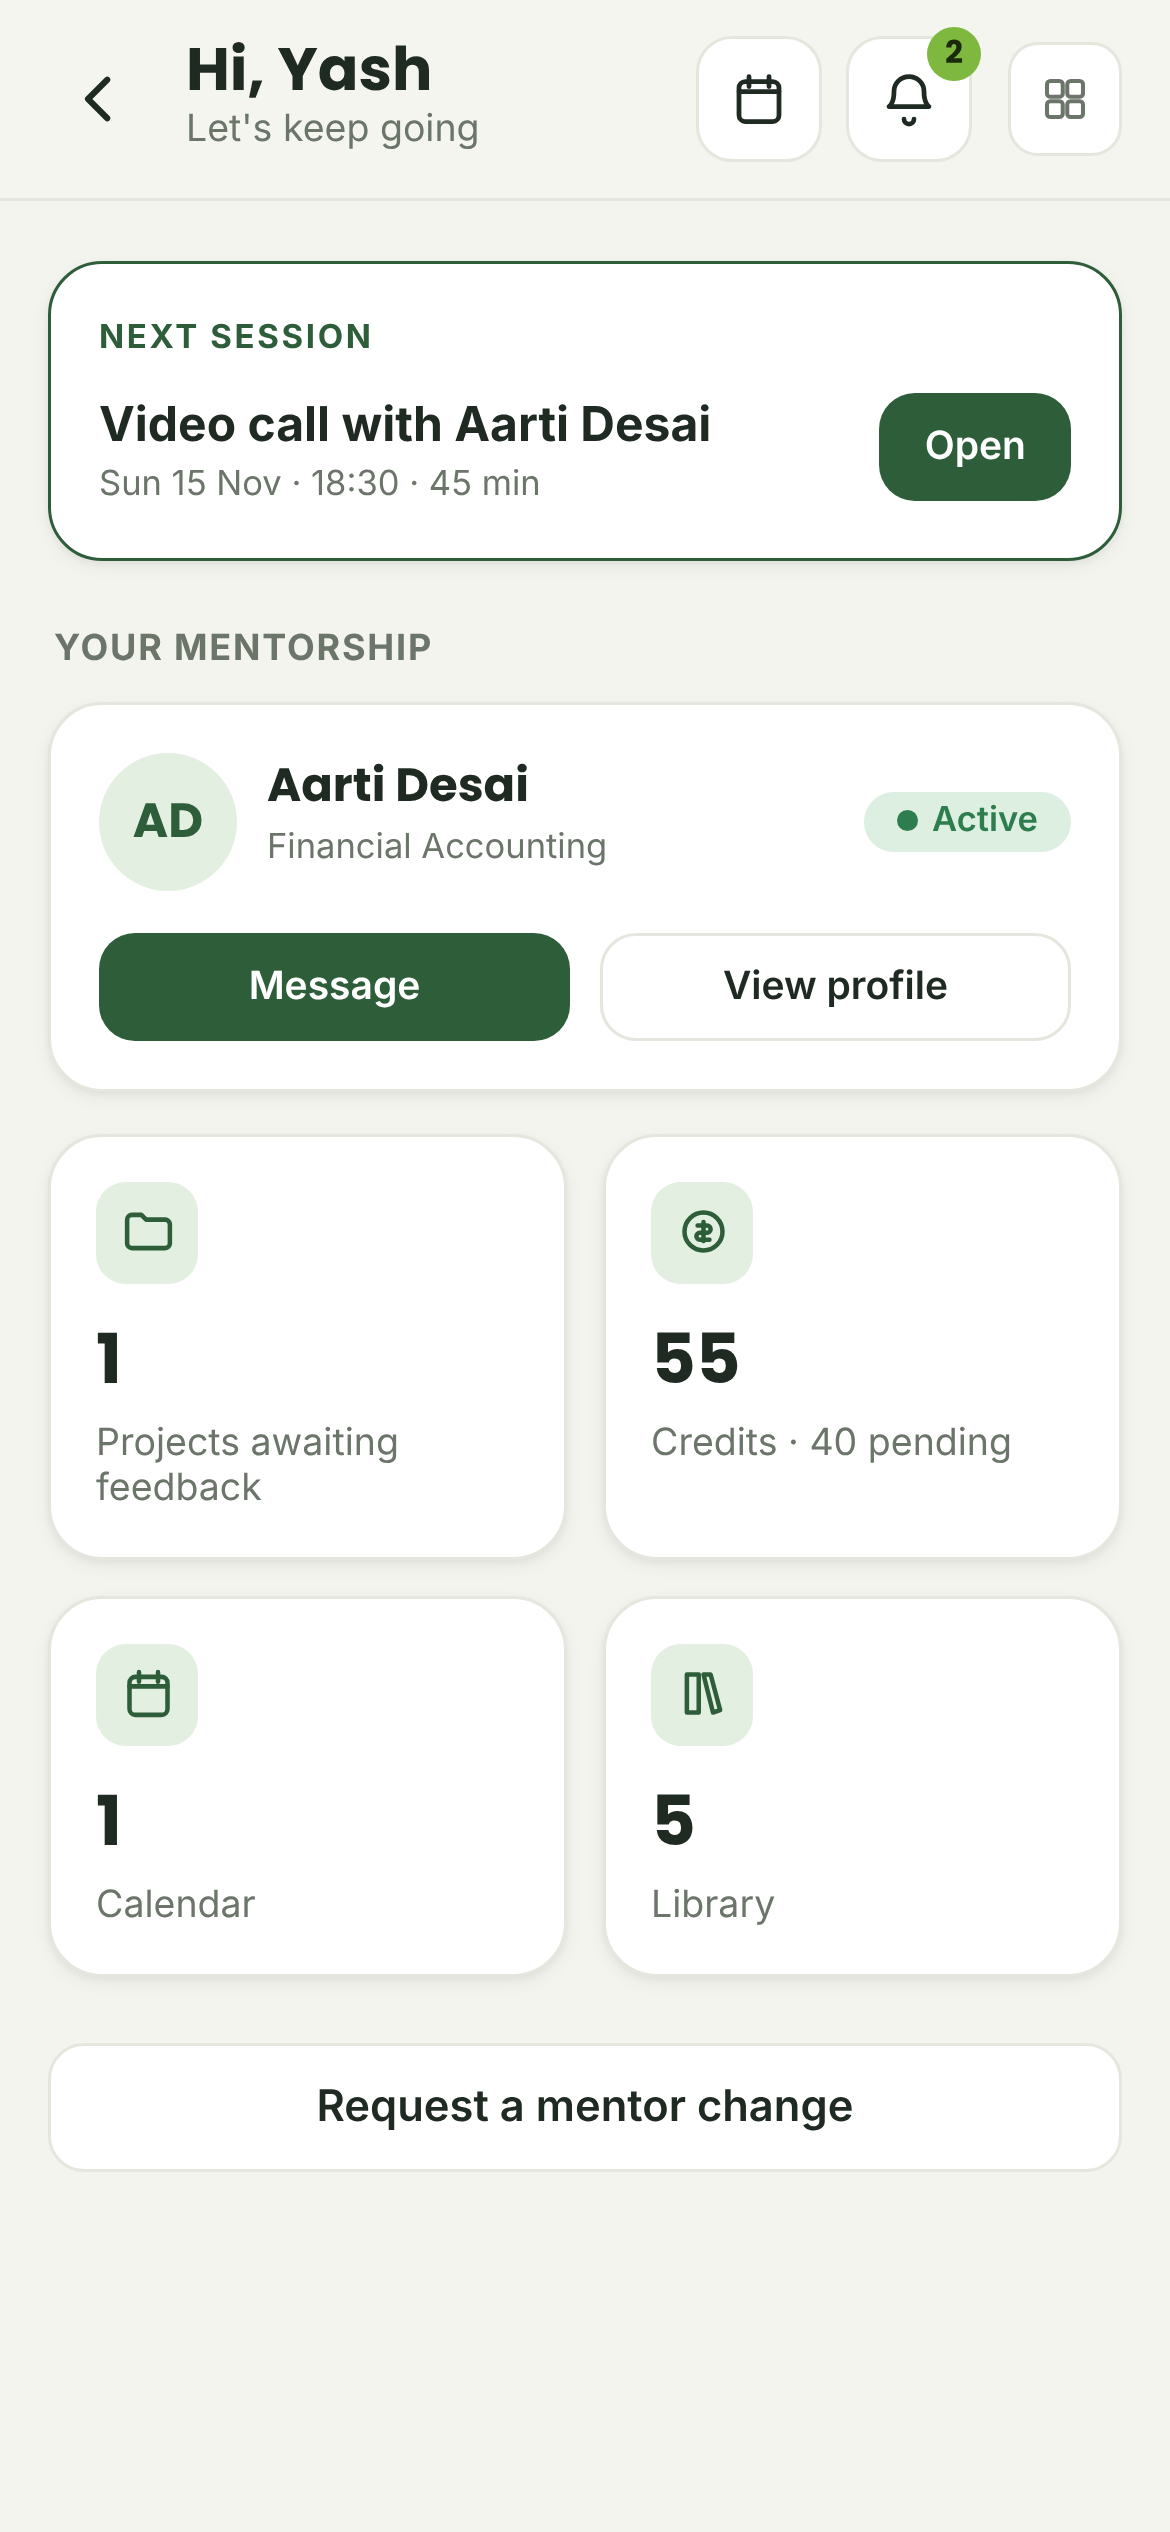 Hi, Yash
Let's keep going
2
NEXT SESSION
Video call with Aarti Desai
Sun 15 Nov · 18:30 · 45 min
Open
YOUR MENTORSHIP
AD
Aarti Desai
Financial Accounting
Active
Message
View profile
1
Projects awaiting
feedback
55
Credits · 40 pending
1
Calendar
5
Library
Request a mentor change